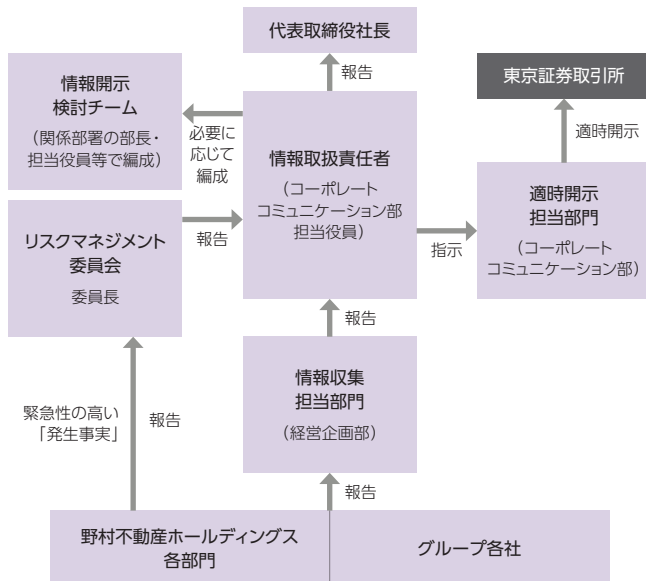 代表取締役社長
報告
東京証券取引所
適時開示
情報開示
検討チーム
（関係部署の部長・
担当役員等で編成）
必要に
応じて
編成
情報取扱責任者
（コーポレート
コミュニケーション部
担当役員）
適時開示
担当部門
（コーポレート
コミュニケーション部）
指示
リスクマネジメント
委員会
委員長
報告
報告
情報収集
担当部門
（経営企画部）
緊急性の高い
「発生事実」
報告
報告
野村不動産ホールディングス
各部門
グループ各社